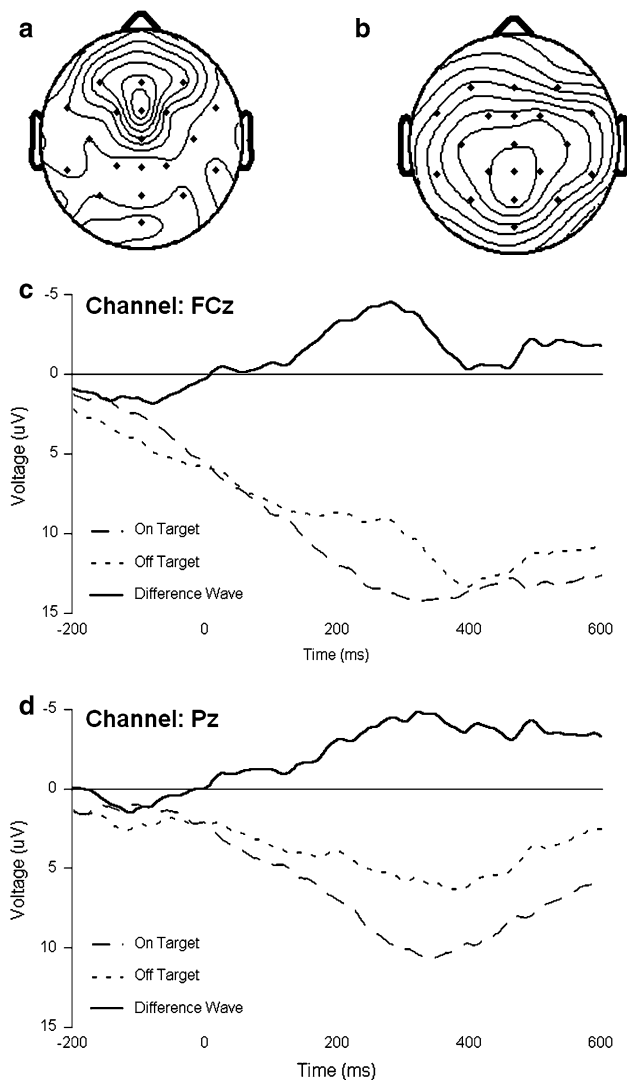 a
b
c
Channel: FCz
-5
0
5
10
15
Voltage (uV)
On Target
Off Target
Difference Wave
-200
0
200
400
600
Time (ms)
d
Channel: Pz
-5
0
5
10
15
Voltage (uV)
On Target
Off Target
Difference Wave
-200
0
200
400
600
Time (ms)